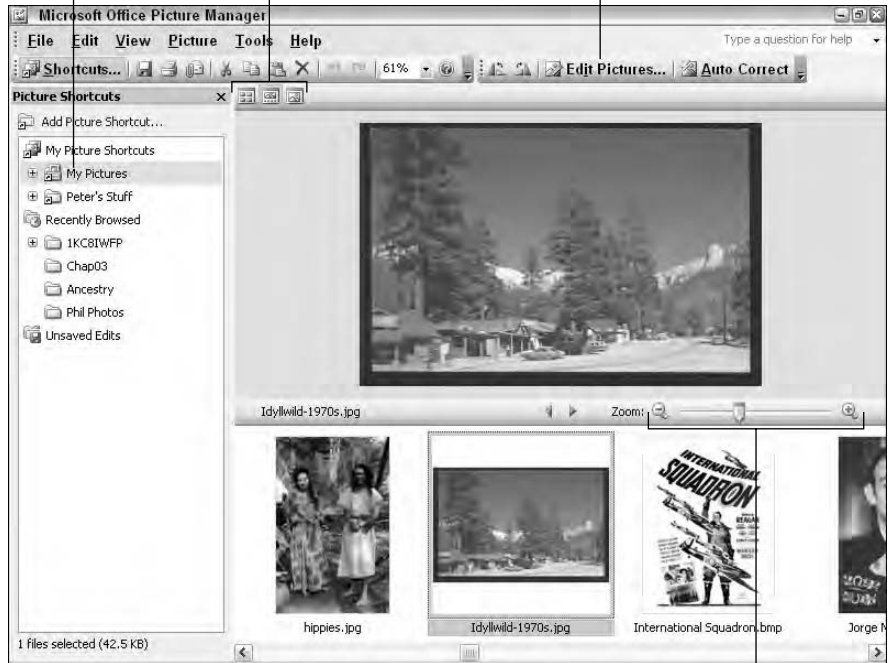 Microsoft Office Picture Manager
File Edit View Picture Tools Help
Type a question for help
Shortcuts... 61% Edit Pictures... Auto Correct
Picture Shortcuts
Add Picture Shortcut...
My Picture Shortcuts
My Pictures
Peter's Stuff
Recently Browsed
1KC8IWFP
Chap03
Ancestry
Phil Photos
Unsaved Edits
Idyllwild-1970s.jpg Zoom:
INTERNATIONAL
SQUADRON
REAGAN
hippies.jpg Idyllwild-1970s.jpg International Squadron.bmp Jorge N
1 files selected (42.5 KB)